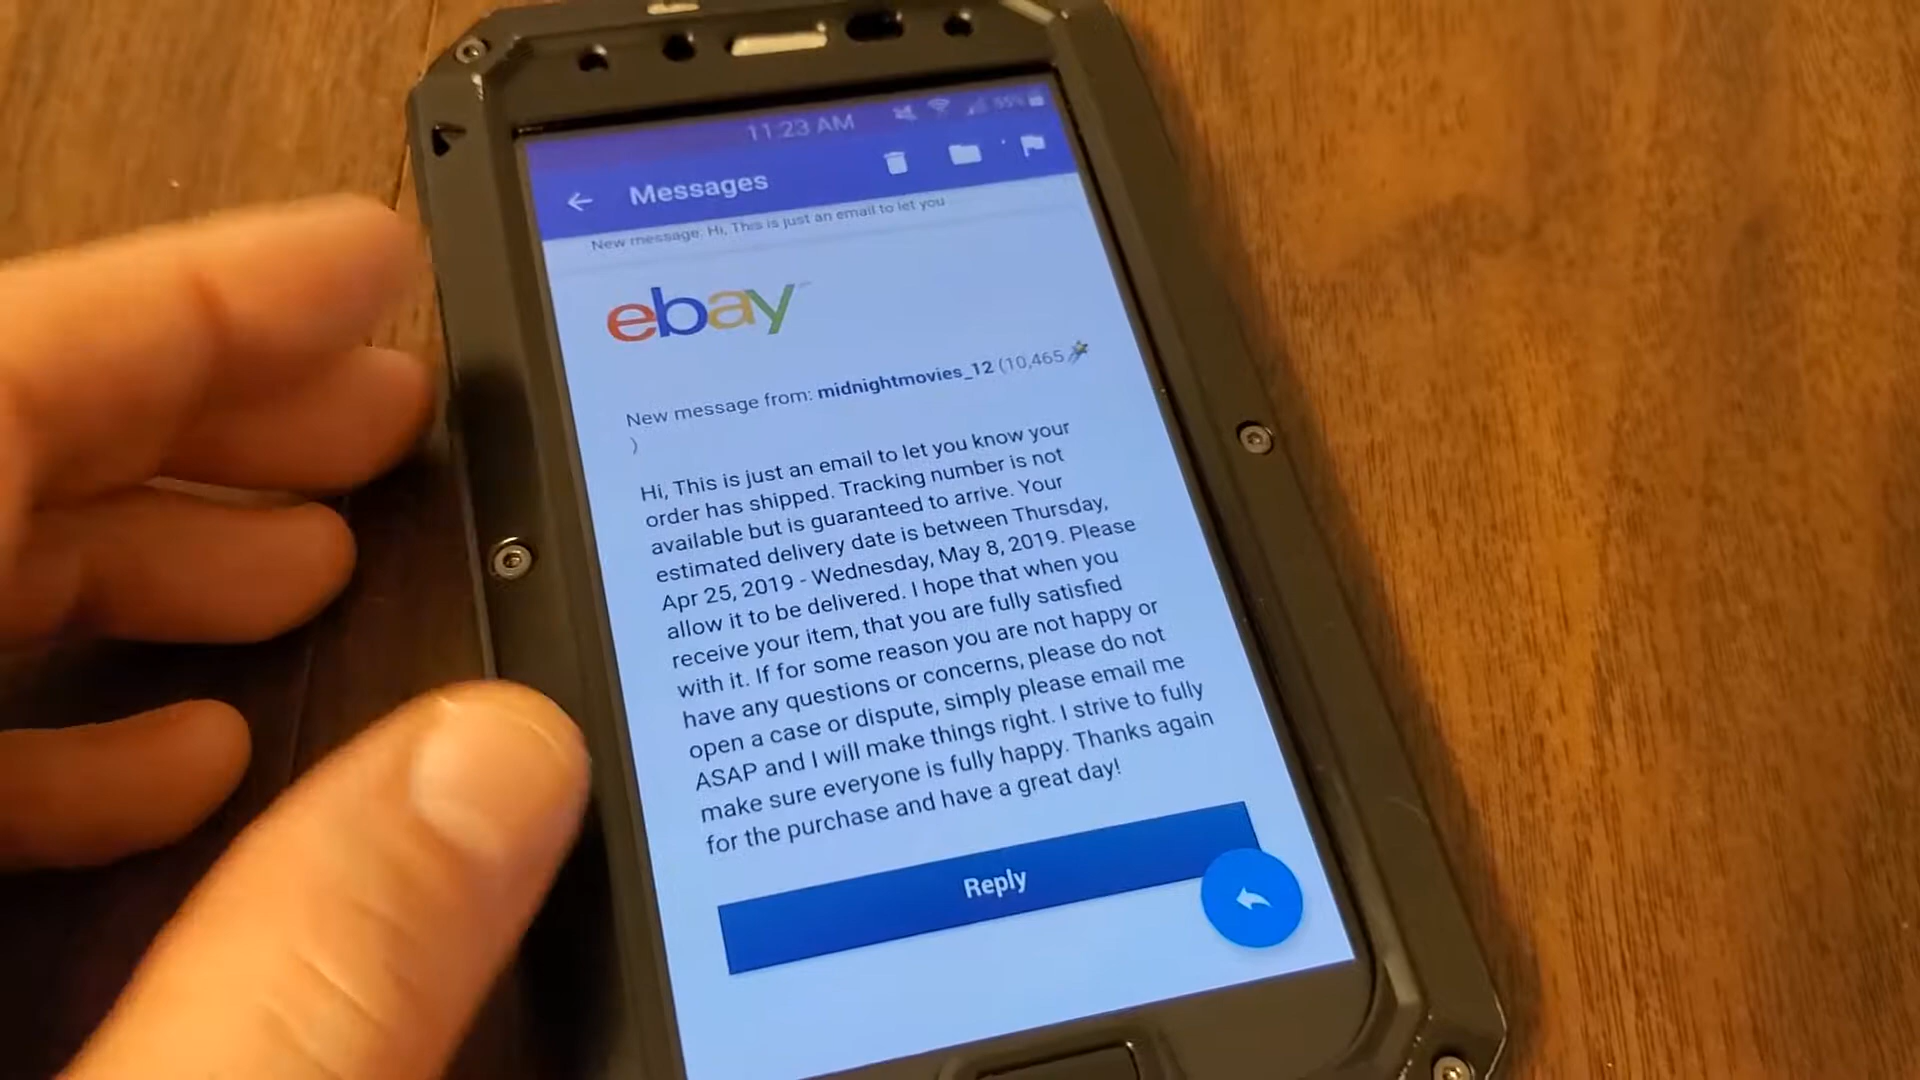 11:23 AM
55%
Messages
New message: Hi, This is just an email to let you
ebay
New message from: midnightmovies_12 (10,465
)
Hi, This is just an email to let you know your
order has shipped. Tracking number is not
available but is guaranteed to arrive. Your
estimated delivery date is between Thursday,
Apr 25, 2019 - Wednesday, May 8, 2019. Please
allow it to be delivered. I hope that when you
receive your item, that you are fully satisfied
with it. If for some reason you are not happy or
have any questions or concerns, please do not
open a case or dispute, simply please email me
ASAP and I will make things right. I strive to fully
make sure everyone is fully happy. Thanks again
for the purchase and have a great day!
Reply